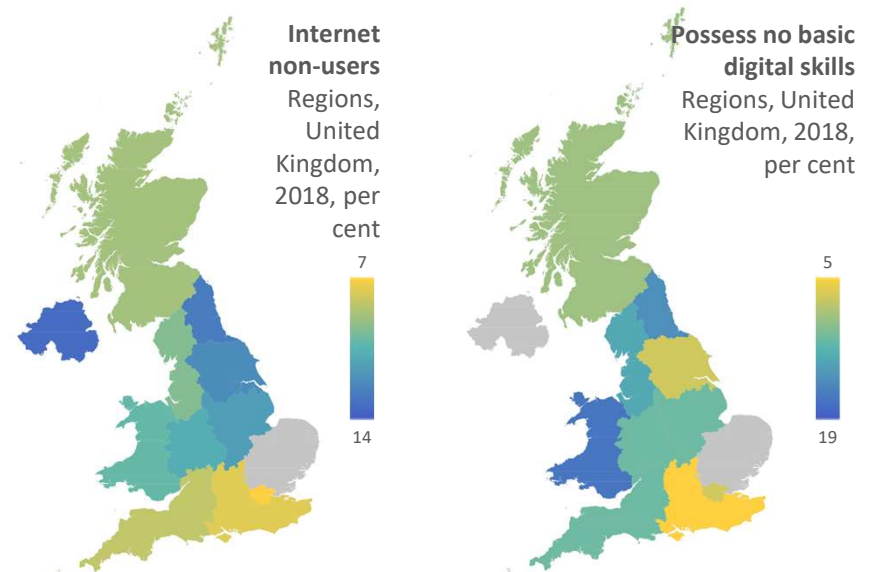 Internet
non-users
Regions,
United
Kingdom,
2018, per
cent
7
14
Possess no basic
digital skills
Regions, United
Kingdom, 2018,
per cent
5
19